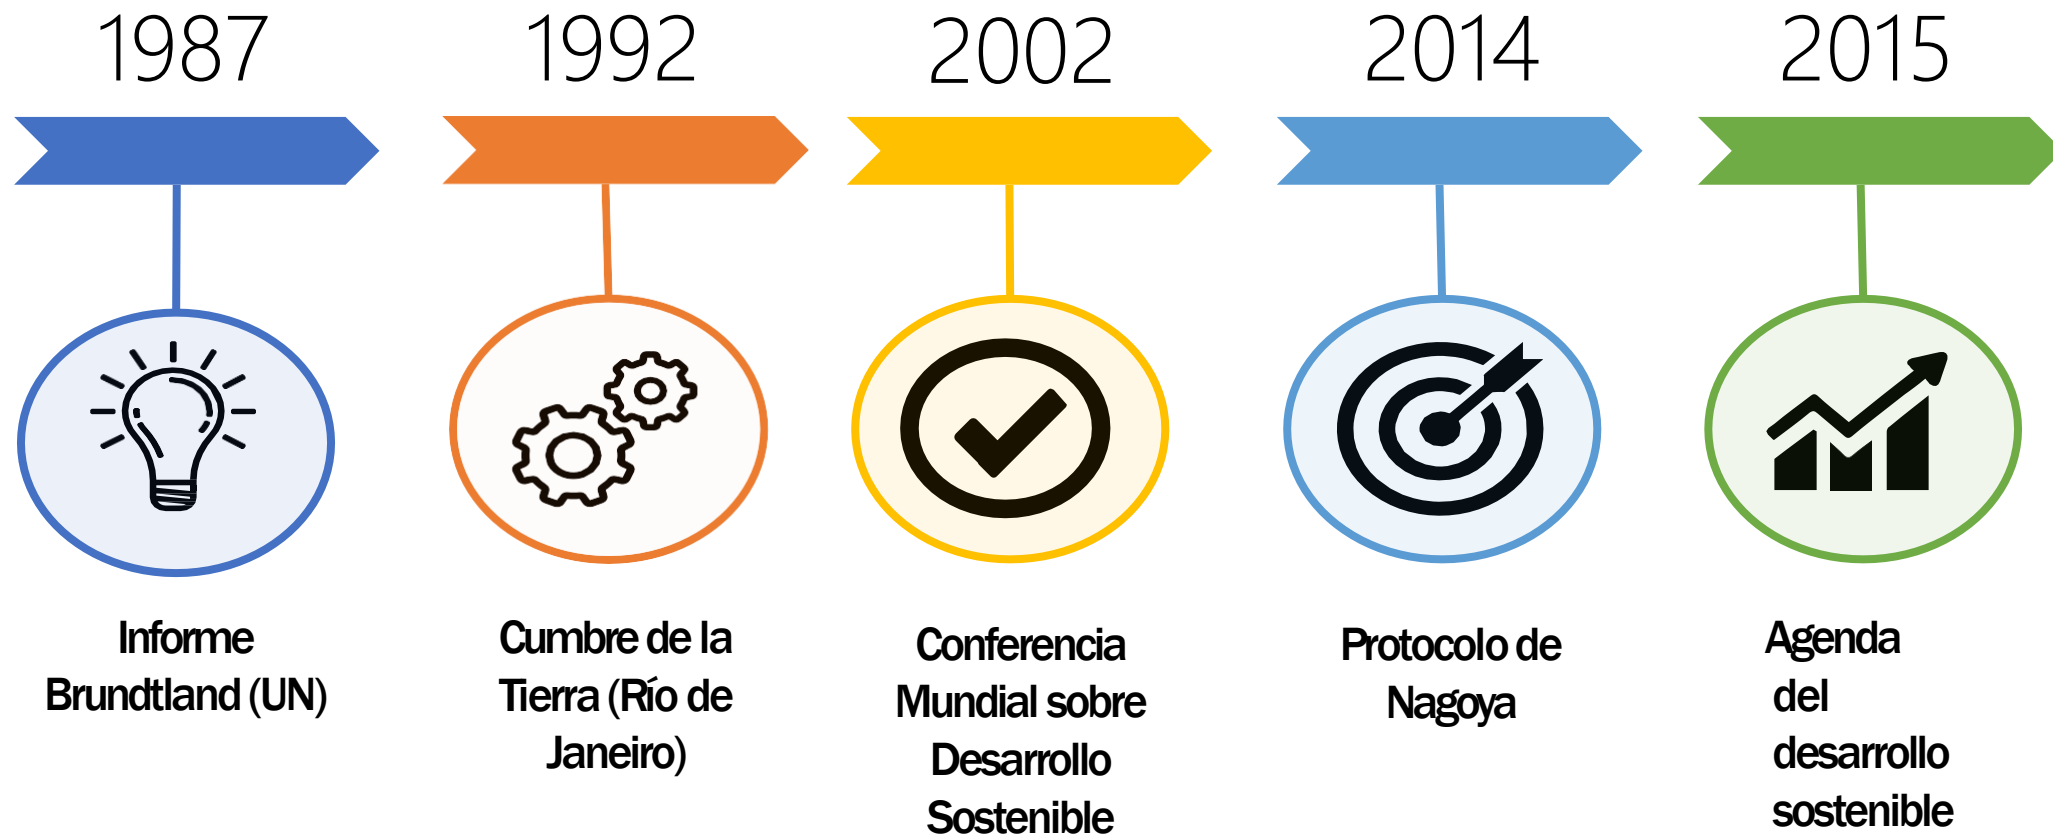 1987
Informe
Brundtland (UN)
1992
Cumbre de la
Tierra (Río de
Janeiro)
2002
Conferencia
Mundial sobre
Desarrollo
Sostenible
2014
Protocolo de
Nagoya
2015
Agenda
del
desarrollo
sostenible